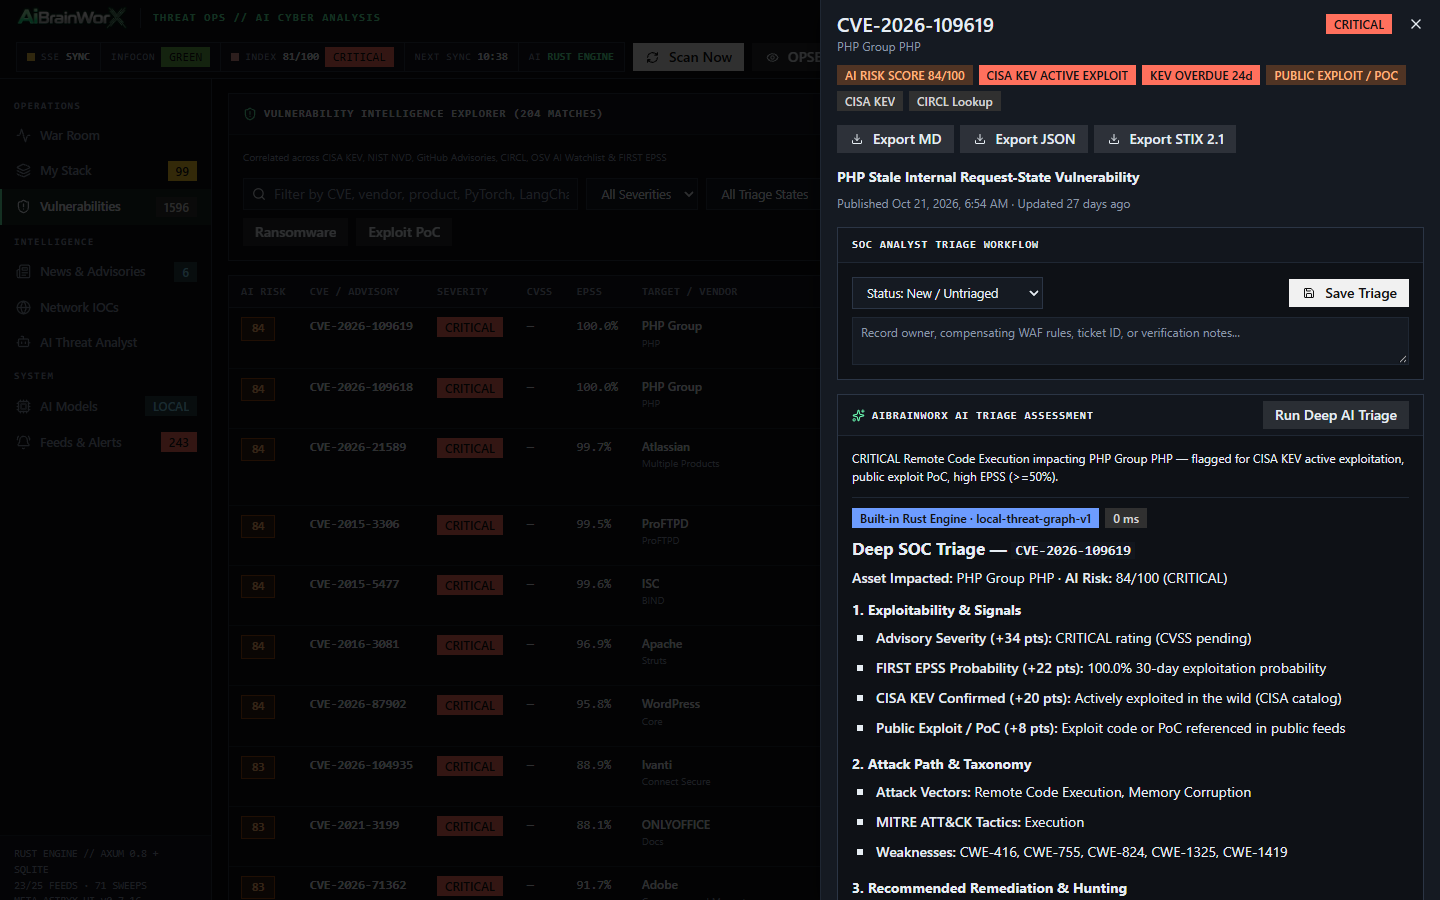 AiBrainWorX
THREAT OPS // AI CYBER ANALYSIS
SSE SYNC
INFOCON GREEN
INDEX 81/100 CRITICAL
NEXT SYNC 10:38
AI RUST ENGINE
Scan Now
OPSE
OPERATIONS
War Room
My Stack 99
Vulnerabilities 1596
INTELLIGENCE
News & Advisories 6
Network IOCs
AI Threat Analyst
SYSTEM
AI Models LOCAL
Feeds & Alerts 243
RUST ENGINE // AXUM 0.8 +
SQLITE
23/25 FEEDS · 71 SWEEPS
VULNERABILITY INTELLIGENCE EXPLORER (204 MATCHES)
Correlated across CISA KEV, NIST NVD, GitHub Advisories, CIRCL, OSV AI Watchlist & FIRST EPSS
Filter by CVE, vendor, product, PyTorch, LangCha
All Severities
All Triage States
Ransomware
Exploit PoC
AI RISK CVE / ADVISORY SEVERITY CVSS EPSS TARGET / VENDOR
84 CVE-2026-109619 CRITICAL — 100.0% PHP Group
PHP
84 CVE-2026-109618 CRITICAL — 100.0% PHP Group
PHP
84 CVE-2026-21589 CRITICAL — 99.7% Atlassian
Multiple Products
84 CVE-2015-3306 CRITICAL — 99.5% ProFTPD
ProFTPD
84 CVE-2015-5477 CRITICAL — 99.6% ISC
BIND
84 CVE-2016-3081 CRITICAL — 96.9% Apache
Struts
84 CVE-2026-87902 CRITICAL — 95.8% WordPress
Core
83 CVE-2026-104935 CRITICAL — 88.9% Ivanti
Connect Secure
83 CVE-2021-3199 CRITICAL — 88.1% ONLYOFFICE
Docs
83 CVE-2026-71362 CRITICAL — 91.7% Adobe
CVE-2026-109619
CRITICAL
PHP Group PHP
AI RISK SCORE 84/100
CISA KEV ACTIVE EXPLOIT
KEV OVERDUE 24d
PUBLIC EXPLOIT / POC
CISA KEV
CIRCL Lookup
Export MD
Export JSON
Export STIX 2.1
PHP Stale Internal Request-State Vulnerability
Published Oct 21, 2026, 6:54 AM · Updated 27 days ago
SOC ANALYST TRIAGE WORKFLOW
Status: New / Untriaged
Save Triage
Record owner, compensating WAF rules, ticket ID, or verification notes...
AIBRAINWORX AI TRIAGE ASSESSMENT
Run Deep AI Triage
CRITICAL Remote Code Execution impacting PHP Group PHP — flagged for CISA KEV active exploitation,
public exploit PoC, high EPSS (>=50%).
Built-in Rust Engine · local-threat-graph-v1
0 ms
Deep SOC Triage — CVE-2026-109619
Asset Impacted: PHP Group PHP · AI Risk: 84/100 (CRITICAL)
1. Exploitability & Signals
Advisory Severity (+34 pts): CRITICAL rating (CVSS pending)
FIRST EPSS Probability (+22 pts): 100.0% 30-day exploitation probability
CISA KEV Confirmed (+20 pts): Actively exploited in the wild (CISA catalog)
Public Exploit / PoC (+8 pts): Exploit code or PoC referenced in public feeds
2. Attack Path & Taxonomy
Attack Vectors: Remote Code Execution, Memory Corruption
MITRE ATT&CK Tactics: Execution
Weaknesses: CWE-416, CWE-755, CWE-824, CWE-1325, CWE-1419
3. Recommended Remediation & Hunting